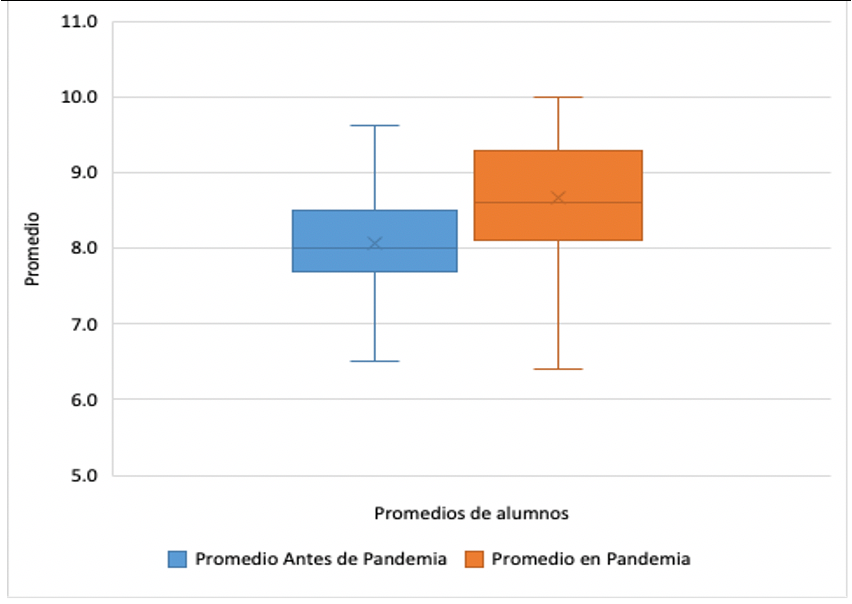 11.0
10.0
9.0
8.0
7.0
6.0
5.0
Promedio
Promedios de alumnos
Promedio Antes de Pandemia
Promedio en Pandemia